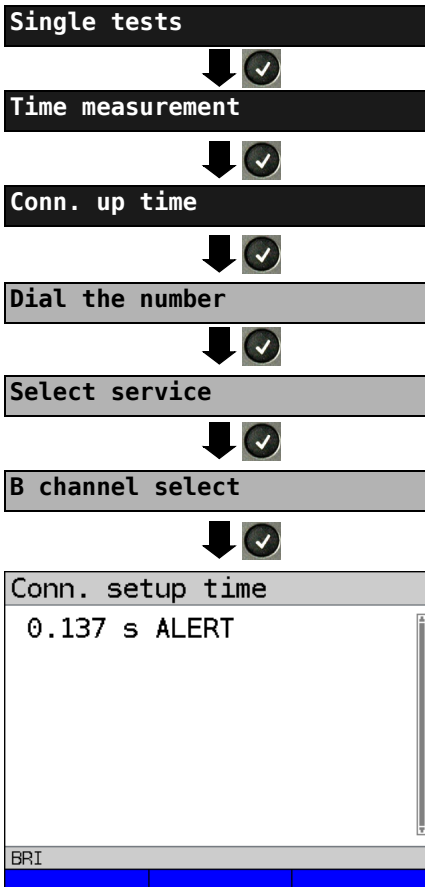 Single tests
Time measurement
Conn. up time
Dial the number
Select service
B channel select
Conn. setup time
0.137 s ALERT
BRI